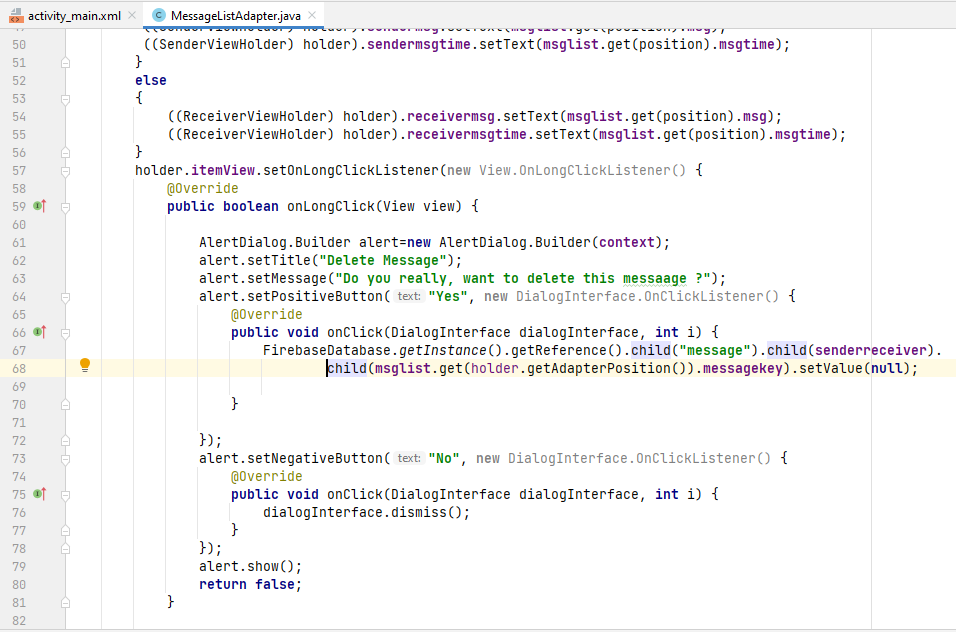 activity_main.xml MessageListAdapter.java
50 ((SenderViewHolder) holder).sendermsgtime.setText(msglist.get(position).msgtime);
51 }
52 else
53 {
54 ((ReceiverViewHolder) holder).receivermsg.setText(msglist.get(position).msg);
55 ((ReceiverViewHolder) holder).receivermsgtime.setText(msglist.get(position).msgtime);
56 }
57 holder.itemView.setOnLongClickListener(new View.OnLongClickListener() {
58 @Override
59 public boolean onLongClick(View view) {
60
61 AlertDialog.Builder alert=new AlertDialog.Builder(context);
62 alert.setTitle("Delete Message");
63 alert.setMessage("Do you really, want to delete this messaage ?");
64 alert.setPositiveButton( text: "Yes", new DialogInterface.OnClickListener() {
65 @Override
66 public void onClick(DialogInterface dialogInterface, int i) {
67 FirebaseDatabase.getInstance().getReference().child("message").child(senderreceiver).
68 child(msglist.get(holder.getAdapterPosition()).messagekey).setValue(null);
69
70 }
71
72 });
73 alert.setNegativeButton( text: "No", new DialogInterface.OnClickListener() {
74 @Override
75 public void onClick(DialogInterface dialogInterface, int i) {
76 dialogInterface.dismiss();
77 }
78 });
79 alert.show();
80 return false;
81 }
82